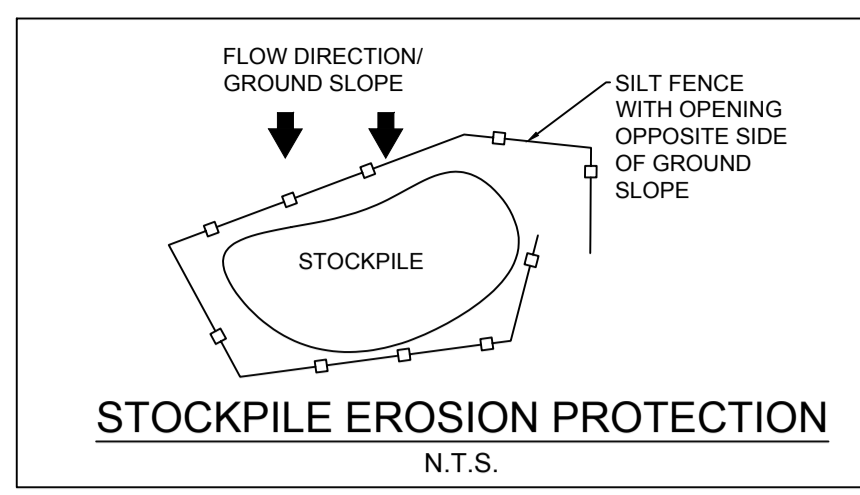 FLOW DIRECTION/
GROUND SLOPE
SILT FENCE
WITH OPENING
OPPOSITE SIDE
OF GROUND
SLOPE
STOCKPILE
STOCKPILE EROSION PROTECTION
N.T.S.